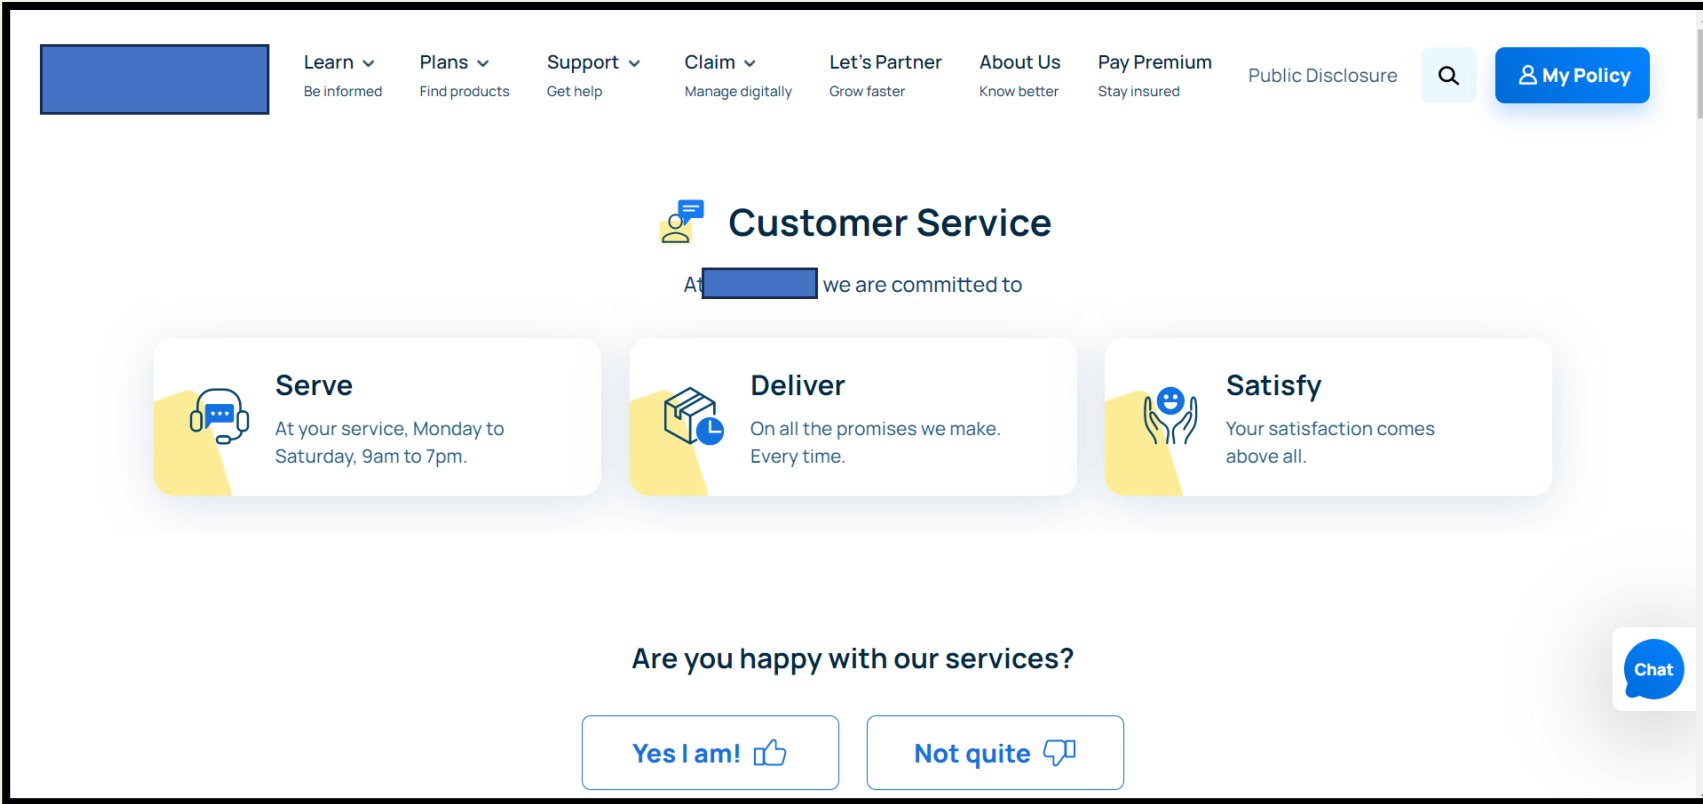 Learn
Be informed
Plans
Find products
Support
Get help
Claim
Manage digitally
Let's Partner
Grow faster
About Us
Know better
Pay Premium
Stay insured
Public Disclosure
My Policy
Customer Service
At we are committed to
Serve
At your service, Monday to
Saturday, 9am to 7pm.
Deliver
On all the promises we make.
Every time.
Satisfy
Your satisfaction comes
above all.
Are you happy with our services?
Chat
Yes I am!
Not quite